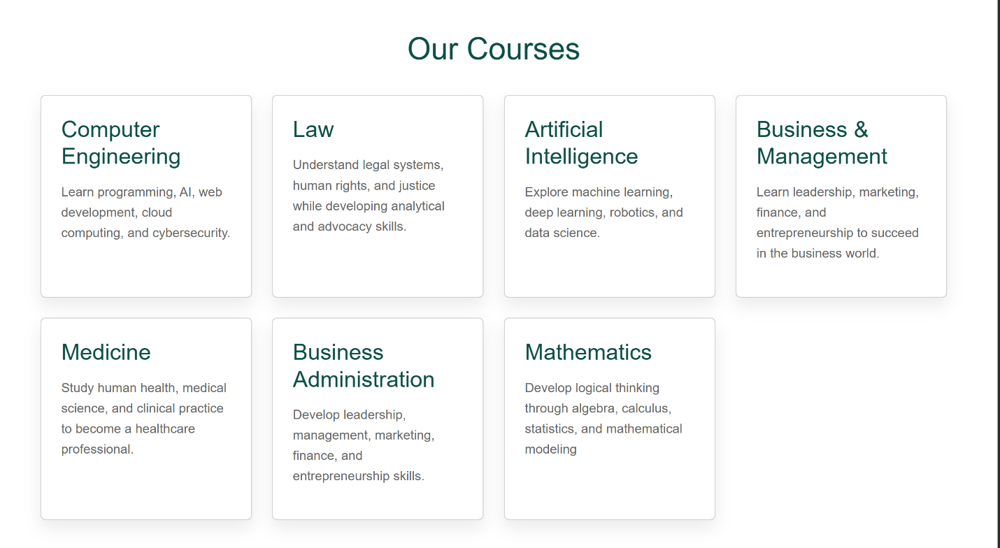 Our Courses
Computer
Engineering
Learn programming, AI, web
development, cloud
computing, and cybersecurity.
Law
Understand legal systems,
human rights, and justice
while developing analytical
and advocacy skills.
Artificial
Intelligence
Explore machine learning,
deep learning, robotics, and
data science.
Business &
Management
Learn leadership, marketing,
finance, and
entrepreneurship to succeed
in the business world.
Medicine
Study human health, medical
science, and clinical practice
to become a healthcare
professional.
Business
Administration
Develop leadership,
management, marketing,
finance, and
entrepreneurship skills.
Mathematics
Develop logical thinking
through algebra, calculus,
statistics, and mathematical
modeling